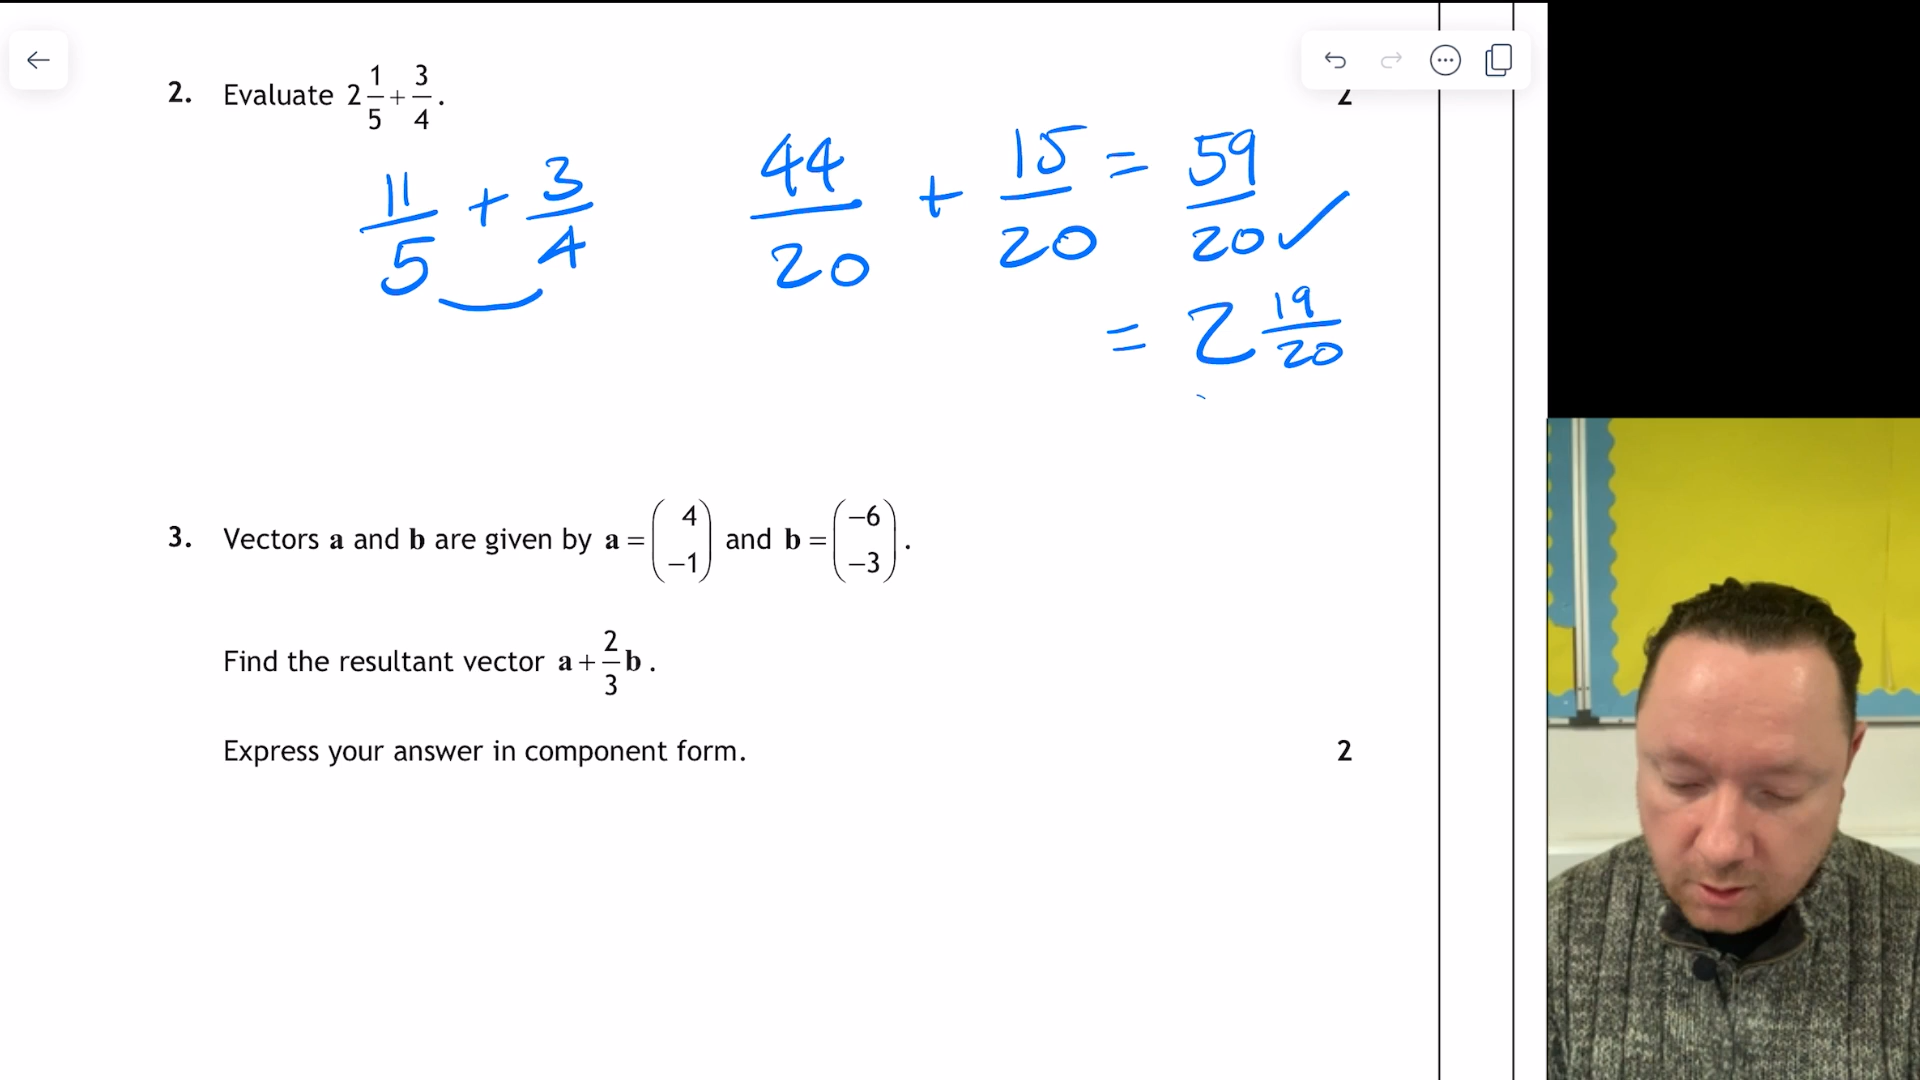 2. Evaluate 2 1/5 + 3/4 .
11/5 + 3/4 44/20 + 15/20 = 59/20 ✓
= 2 19/20
3. Vectors a and b are given by a = (4 −1) and b = (−6 −3) .
Find the resultant vector a + 2/3 b .
Express your answer in component form. 2